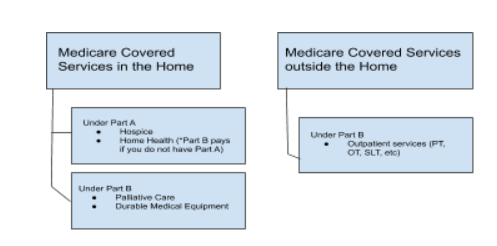 Medicare Covered
Services in the Home
Under Part A
● Hospice
● Home Health (*Part B pays
if you do not have Part A)
Under Part B
● Palliative Care
● Durable Medical Equipment
Medicare Covered Services
outside the Home
Under Part B
● Outpatient services (PT,
OT, SLT, etc)